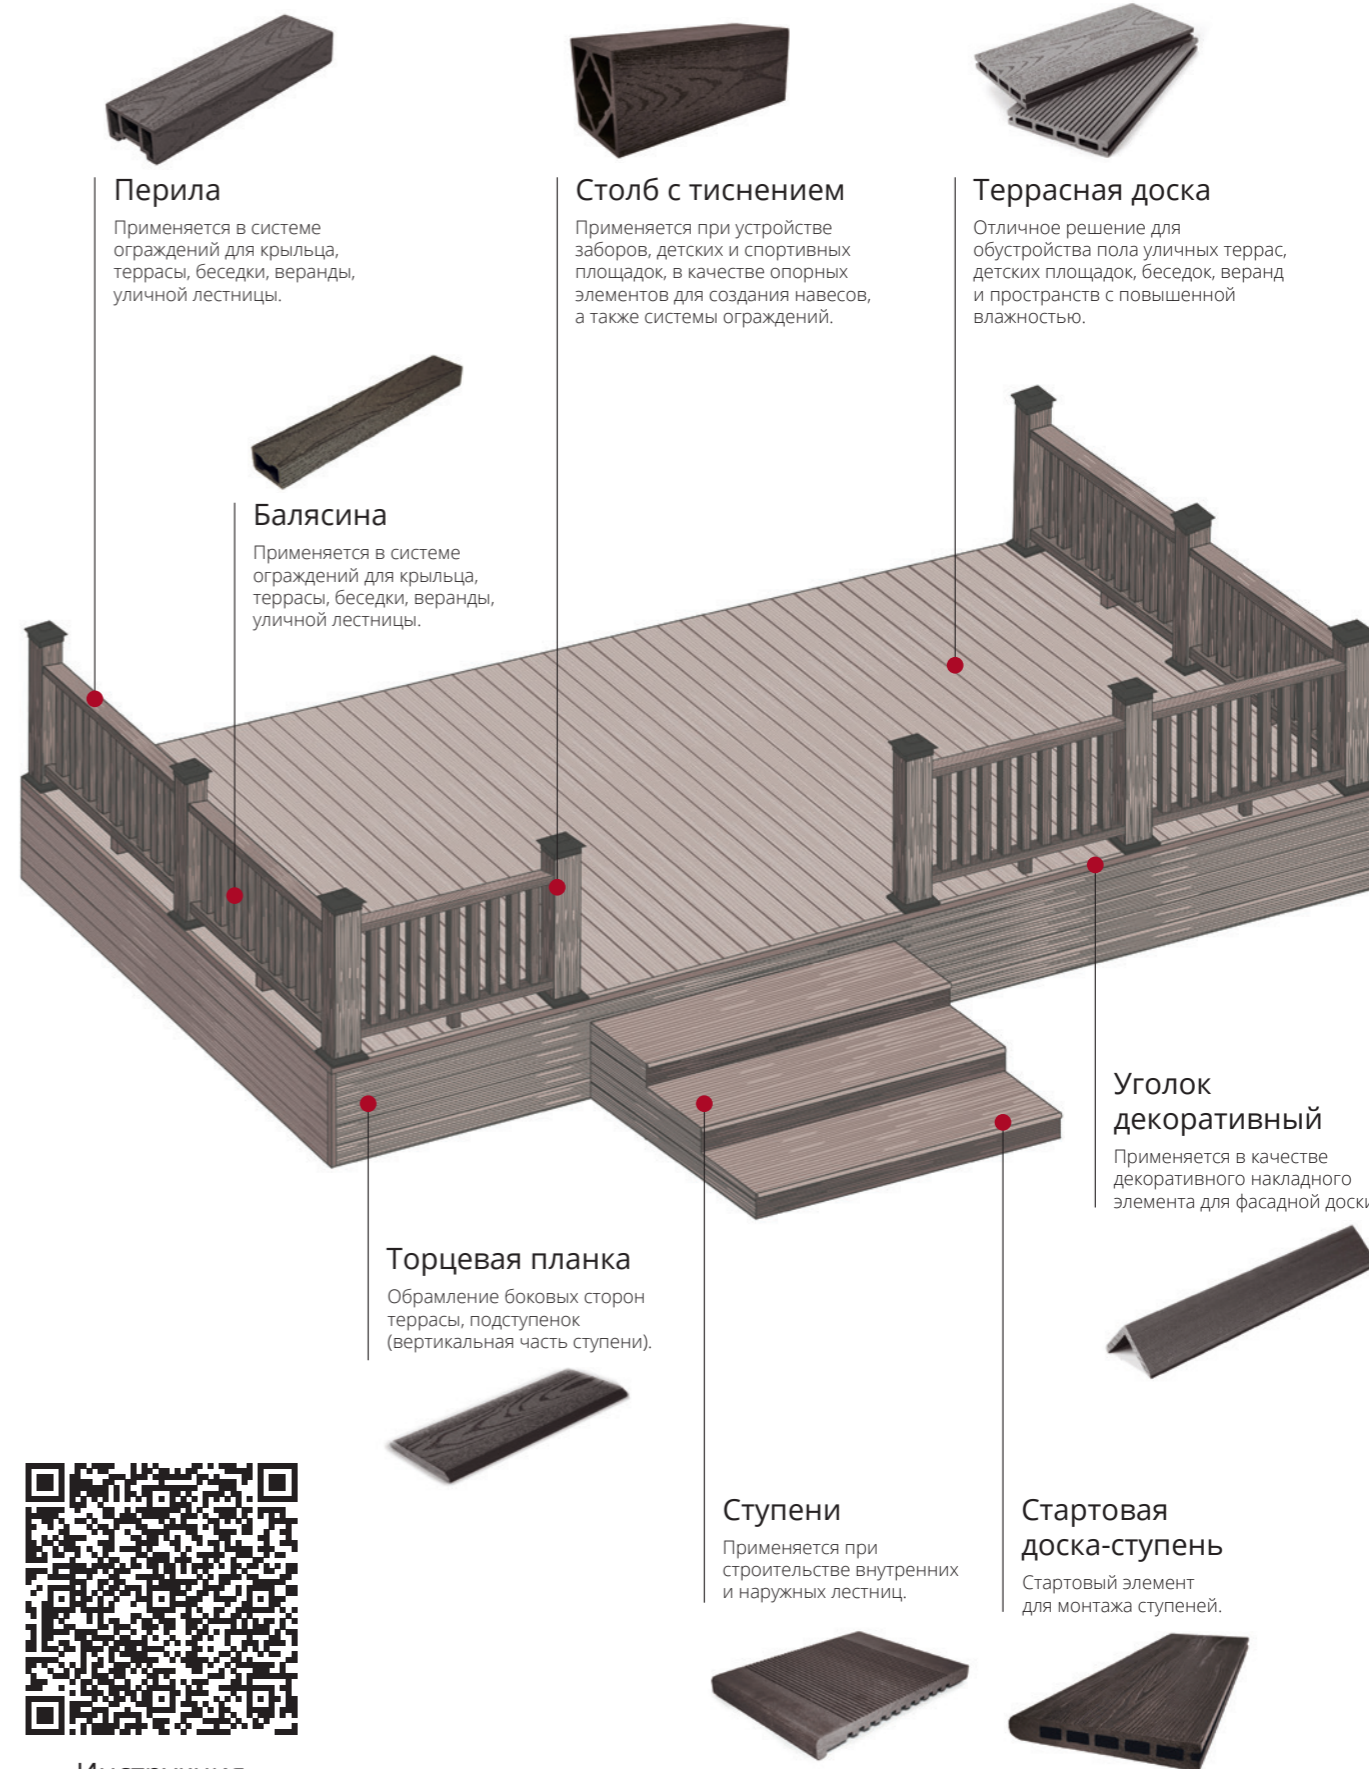 Перила
Применяется в системе
ограждений для крыльца,
террасы, беседки, веранды,
уличной лестницы.
Столб с тиснением
Применяется при устройстве
заборов, детских и спортивных
площадок, в качестве опорных
элементов для создания навесов,
а также системы ограждений.
Террасная доска
Отличное решение для
обустройства пола уличных террас,
детских площадок, беседок, веранд
и пространств с повышенной
влажностью.
Балясина
Применяется в системе
ограждений для крыльца,
террасы, беседки, веранды,
уличной лестницы.
Уголок
декоративный
Применяется в качестве
декоративного накладного
элемента для фасадной доски
Торцевая планка
Обрамление боковых сторон
террасы, подступенок
(вертикальная часть ступени).
Ступени
Применяется при
строительстве внутренних
и наружных лестниц.
Стартовая
доска-ступень
Стартовый элемент
для монтажа ступеней.